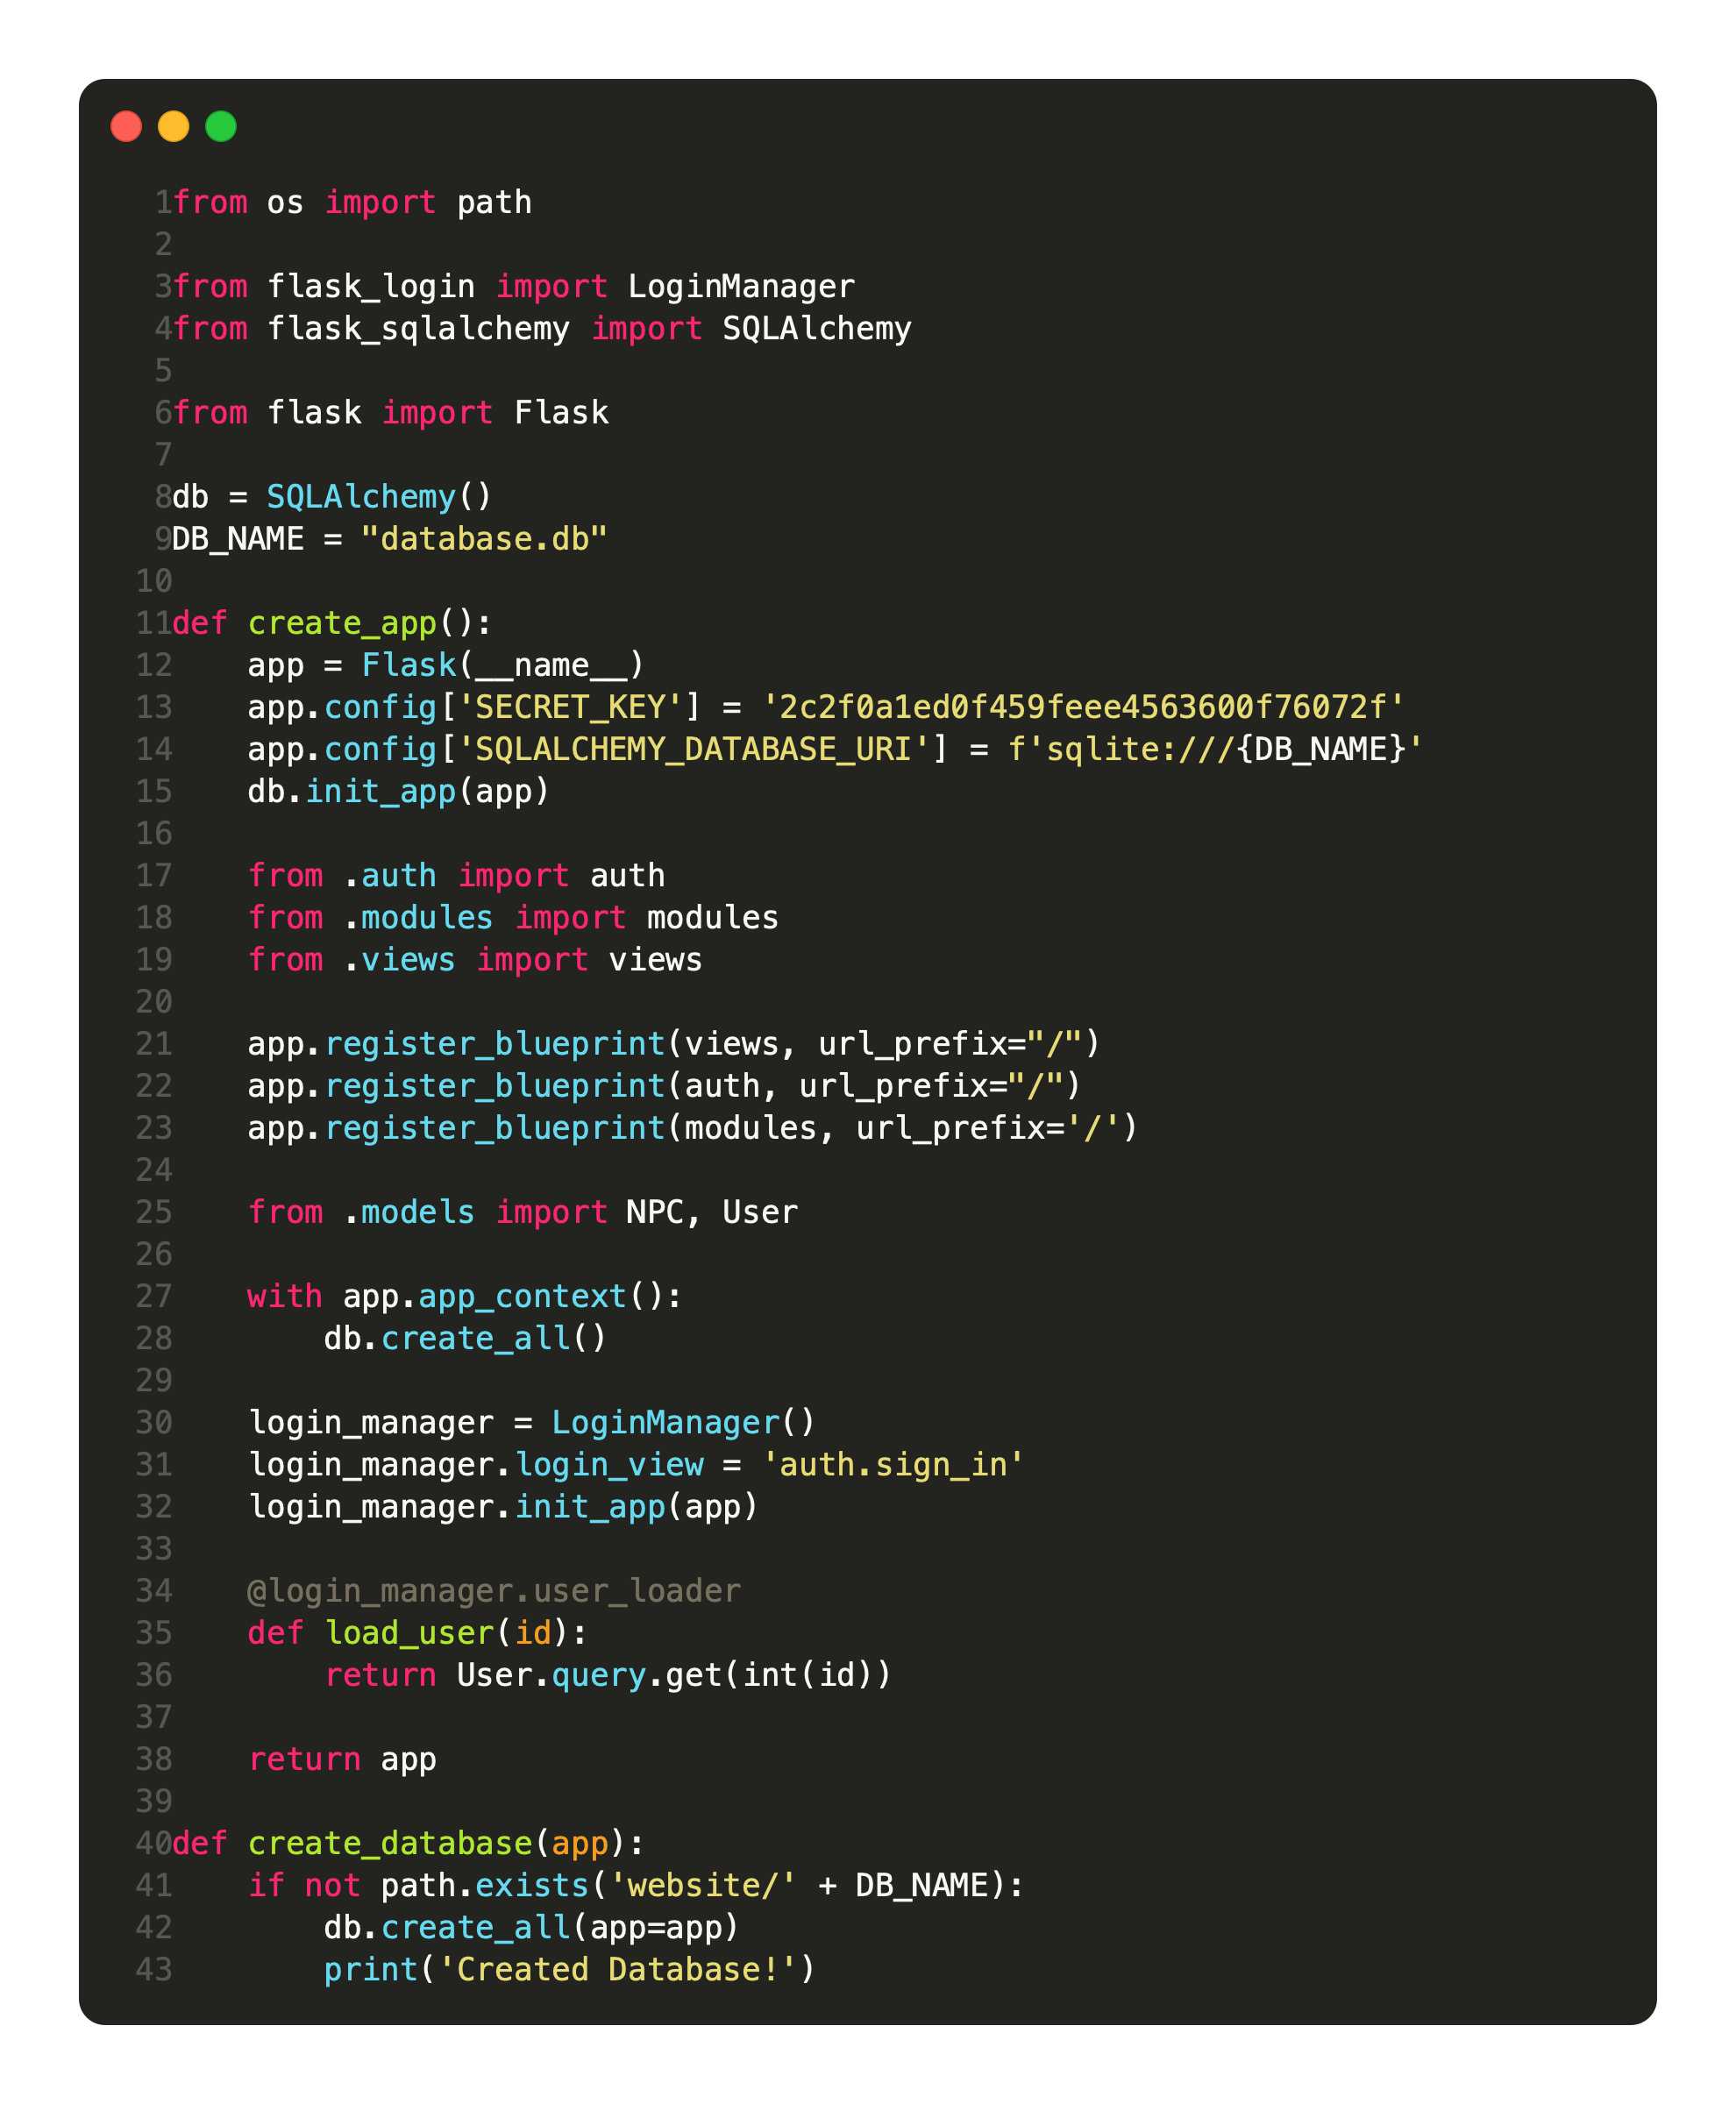 1from os import path
2
3from flask_login import LoginManager
4from flask_sqlalchemy import SQLAlchemy
5
6from flask import Flask
7
8db = SQLAlchemy()
9DB_NAME = "database.db"
10
11def create_app():
12    app = Flask(__name__)
13    app.config['SECRET_KEY'] = '2c2f0a1ed0f459feee4563600f76072f'
14    app.config['SQLALCHEMY_DATABASE_URI'] = f'sqlite:///{DB_NAME}'
15    db.init_app(app)
16
17    from .auth import auth
18    from .modules import modules
19    from .views import views
20
21    app.register_blueprint(views, url_prefix="/")
22    app.register_blueprint(auth, url_prefix="/")
23    app.register_blueprint(modules, url_prefix='/')
24
25    from .models import NPC, User
26
27    with app.app_context():
28        db.create_all()
29
30    login_manager = LoginManager()
31    login_manager.login_view = 'auth.sign_in'
32    login_manager.init_app(app)
33
34    @login_manager.user_loader
35    def load_user(id):
36        return User.query.get(int(id))
37
38    return app
39
40def create_database(app):
41    if not path.exists('website/' + DB_NAME):
42        db.create_all(app=app)
43        print('Created Database!')